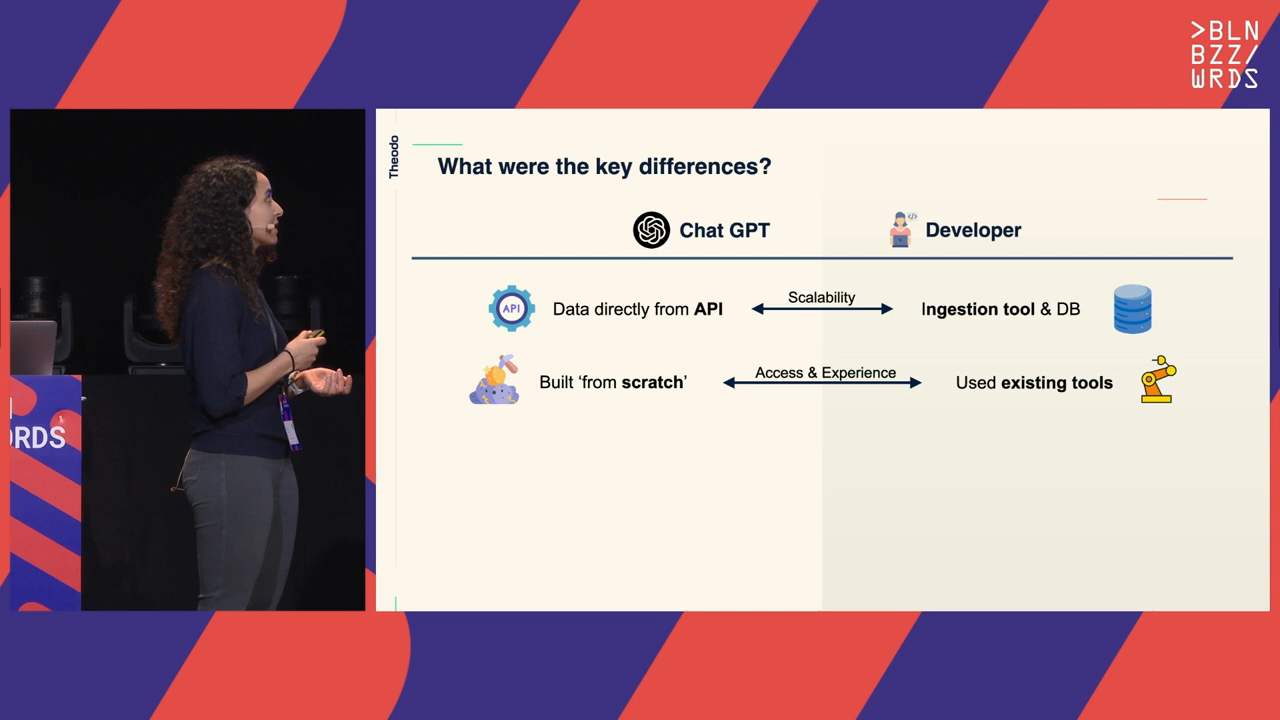 >BLN
BZZ/
WRDS
Theodo
What were the key differences?
Chat GPT
Developer
API
Data directly from API
Scalability
Ingestion tool & DB
Built ‘from scratch’
Access & Experience
Used existing tools
ORDS